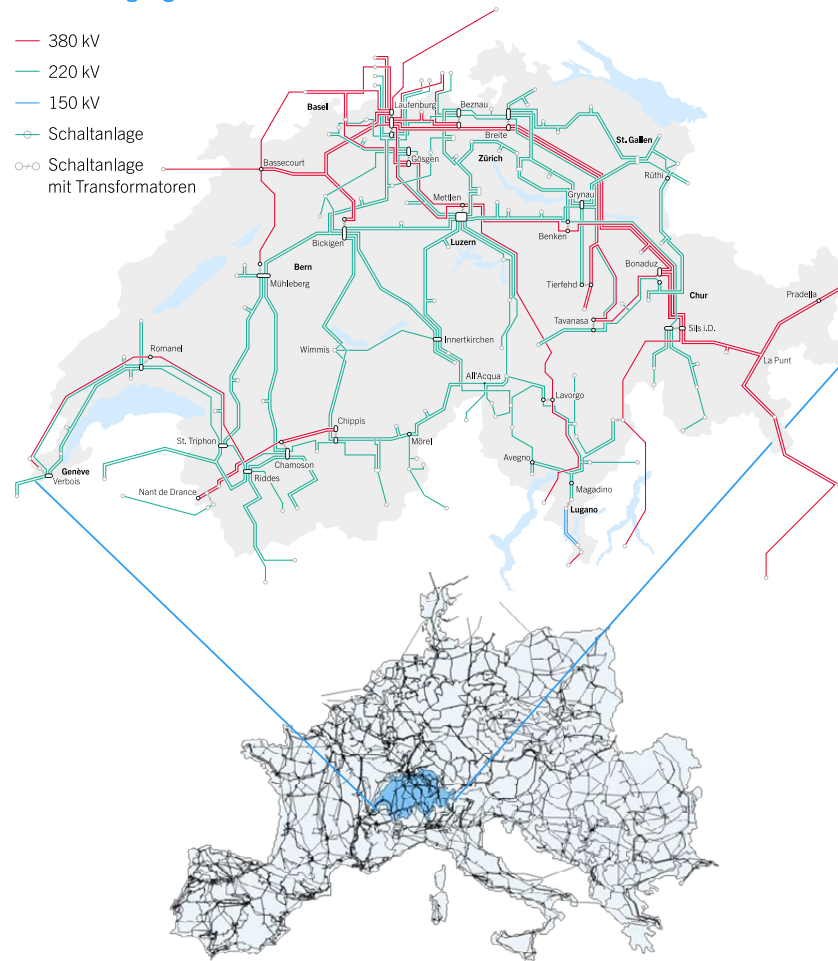 380 kV
220 kV
150 kV
Schaltanlage
Schaltanlage
mit Transformatoren
Basel
Laufenburg
Beznau
Breite
St. Gallen
Bassecourt
Gösgen
Zürich
Rüthi
Mettlen
Grynau
Bickigen
Luzern
Benken
Bern
Mühleberg
Bonaduz
Chur
Tierfehd
Pradella
Tavanasa
Sils i.D.
Innertkirchen
Wimmis
Romanel
La Punt
All'Acqua
Lavorgo
Chippis
St. Triphon
Mörel
Chamoson
Avegno
Genève
Verbois
Riddes
Nant de Drance
Magadino
Lugano